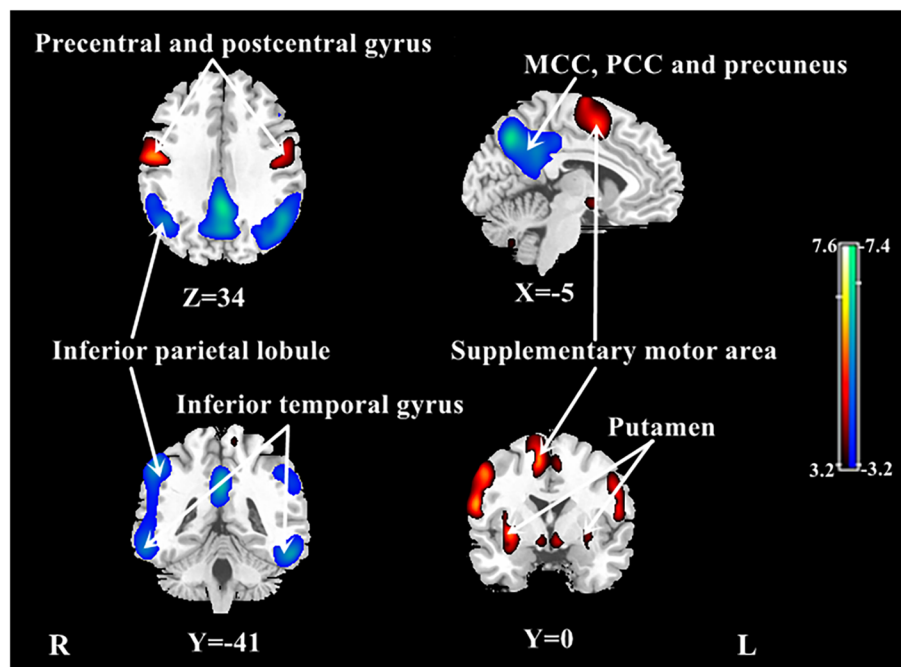 Precentral and postcentral gyrus
MCC, PCC and precuneus
Z=34
X=-5
7.6
-7.4
Inferior parietal lobule
Supplementary motor area
Inferior temporal gyrus
Putamen
3.2
-3.2
R
Y=-41
Y=0
L